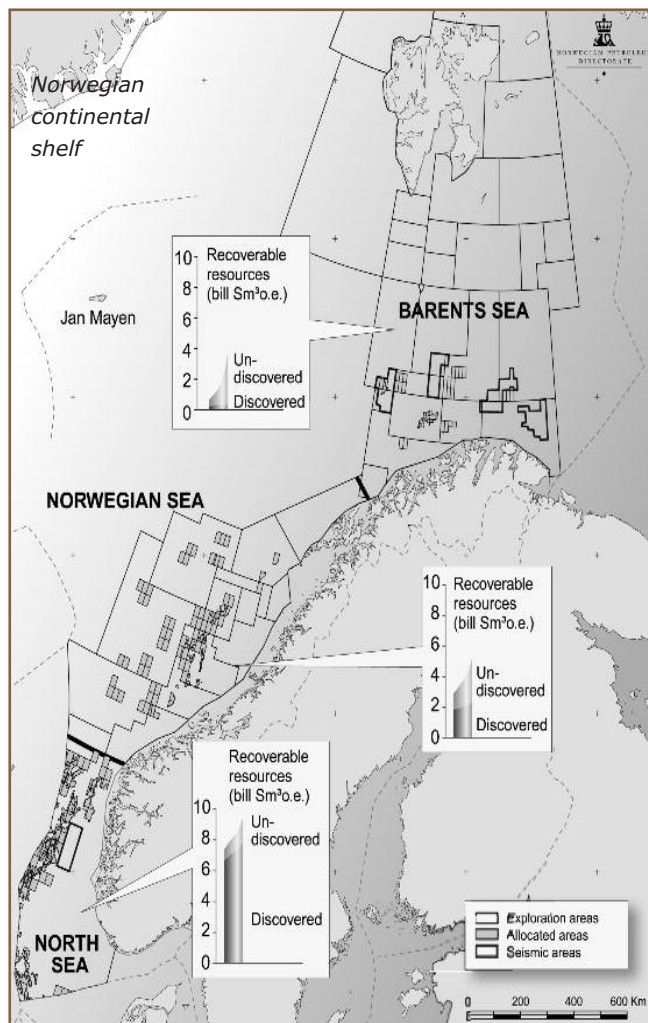 Norwegian
continental
shelf
NORWEGIAN PETROLEUM
DIRECTORATE
Jan Mayen
10
8
6
4
2
0
Recoverable
resources
(bill Sm³o.e.)
Un-
discovered
Discovered
BARENTS SEA
NORWEGIAN SEA
10
8
6
4
2
0
Recoverable
resources
(bill Sm³o.e.)
Un-
discovered
Discovered
Recoverable
resources
(bill Sm³o.e.)
10
8
6
4
2
0
Un-
discovered
Discovered
NORTH
SEA
Exploration areas
Allocated areas
Seismic areas
0 200 400 600 Km